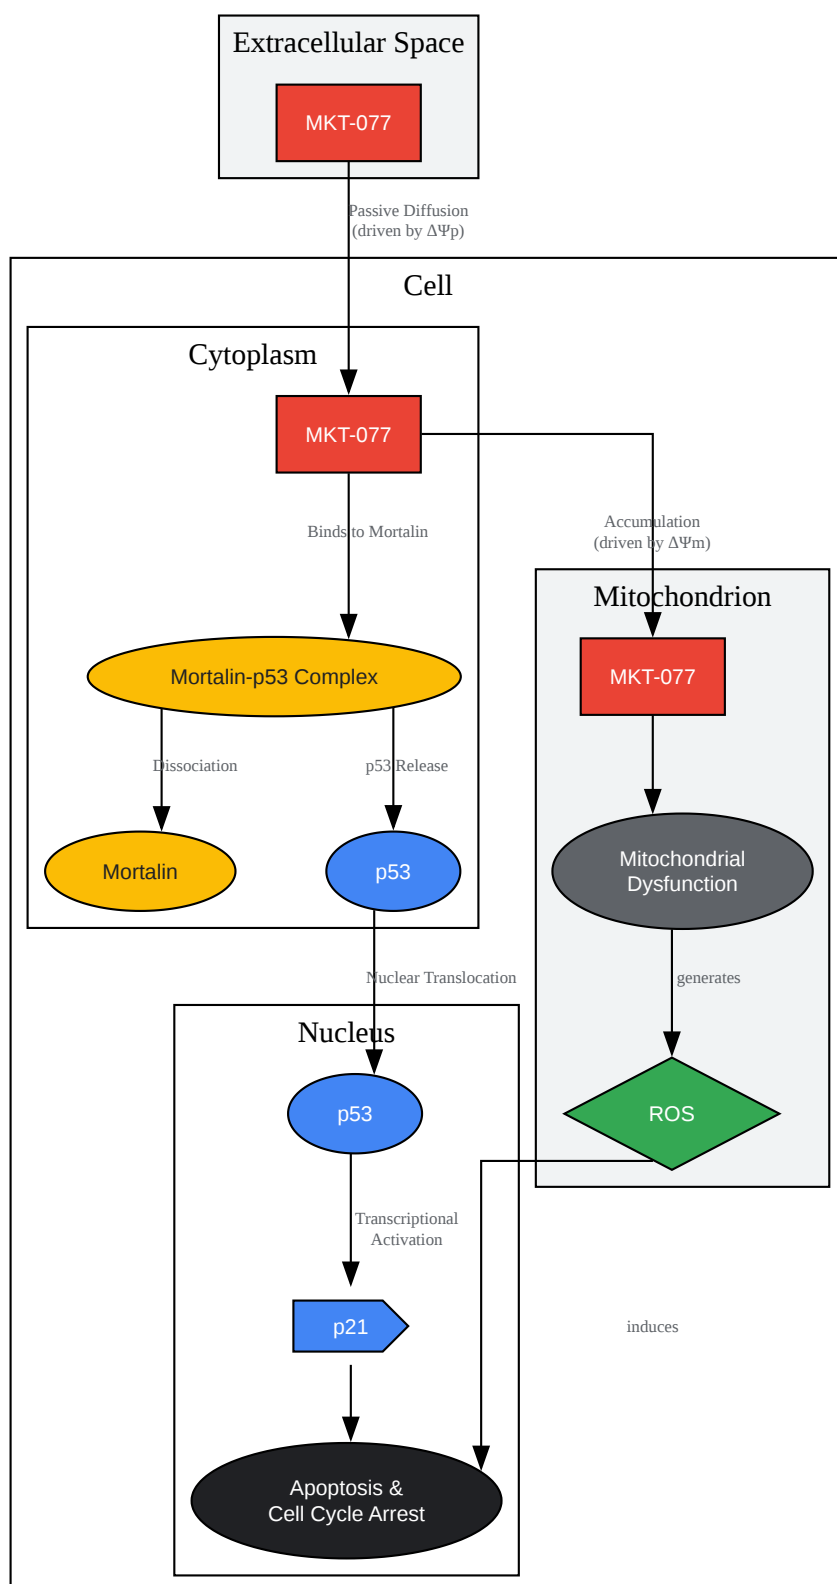 Extracellular Space
MKT-077
Passive Diffusion
(driven by ΔΨp)
Cell
Cytoplasm
MKT-077
Binds to Mortalin
Accumulation
(driven by ΔΨm)
Mitochondrion
MKT-077
Mortalin-p53 Complex
Dissociation
p53 Release
Mortalin
p53
Mitochondrial
Dysfunction
Nuclear Translocation
generates
Nucleus
p53
ROS
Transcriptional
Activation
p21
induces
Apoptosis &
Cell Cycle Arrest